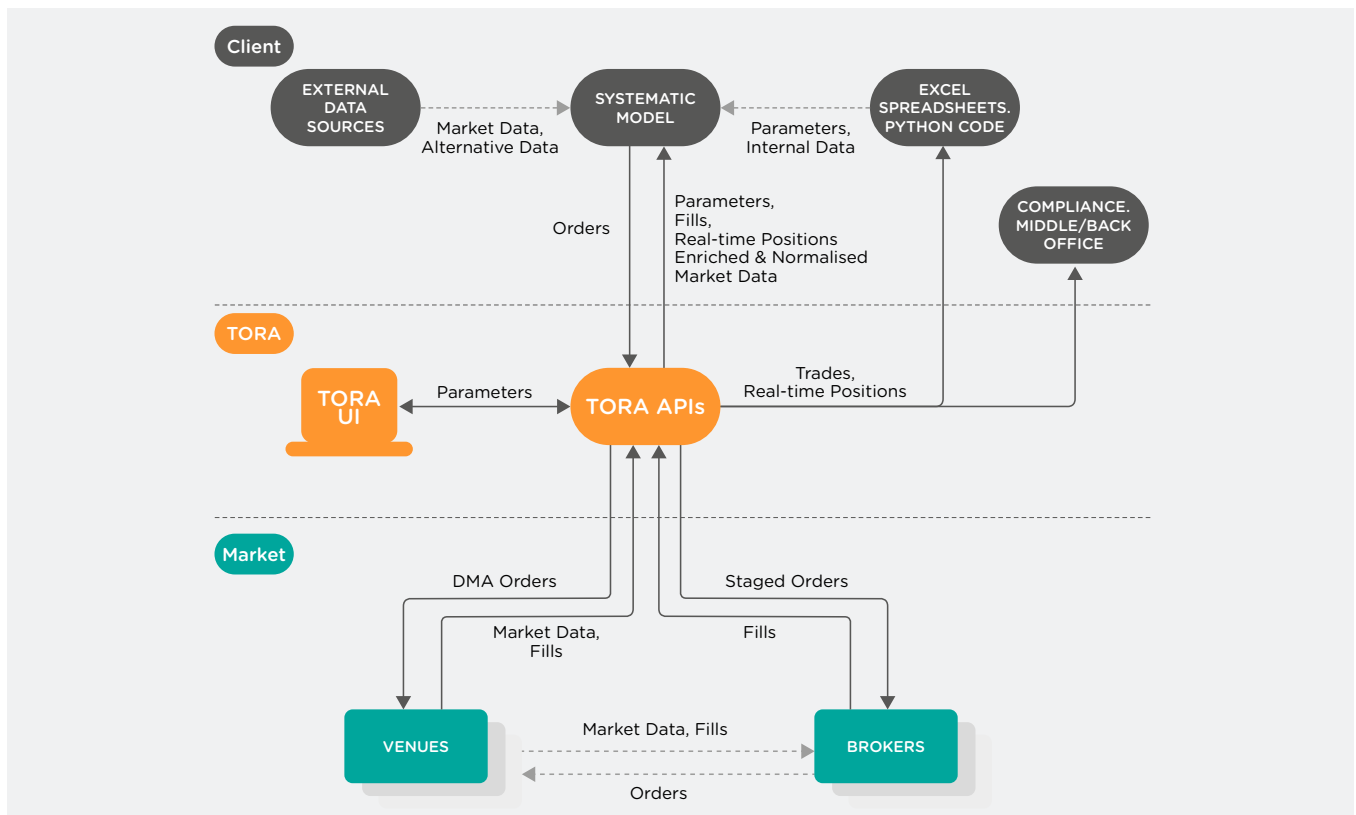 Client
EXTERNAL
DATA
SOURCES
SYSTEMATIC
MODEL
EXCEL
SPREADSHEETS.
PYTHON CODE
Market Data,
Alternative Data
Parameters,
Internal Data
COMPLIANCE.
MIDDLE/BACK
OFFICE
Orders
Parameters,
Fills,
Real-time Positions
Enriched & Normalised
Market Data
TORA
TORA
UI
Parameters
TORA APIs
Trades,
Real-time Positions
Market
DMA Orders
Staged Orders
Market Data,
Fills
Fills
VENUES
Market Data, Fills
BROKERS
Orders